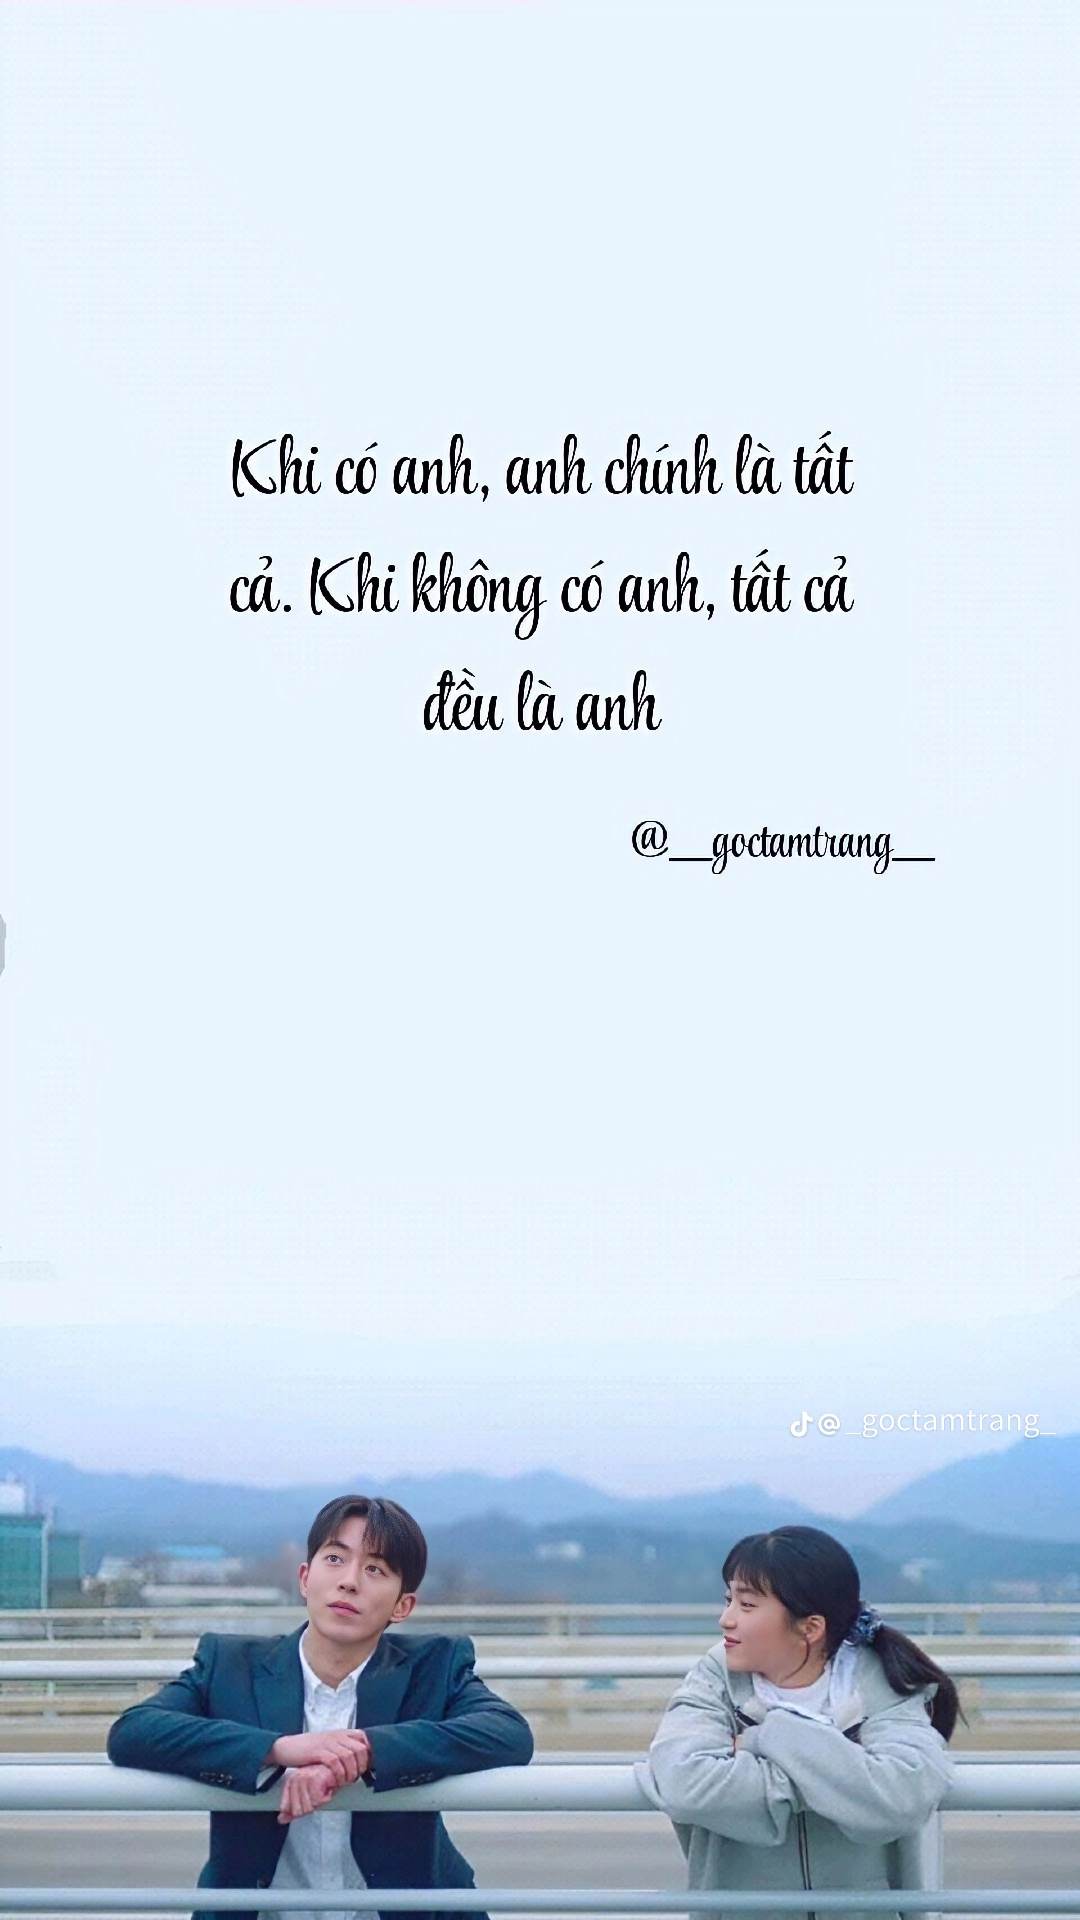 Khi có anh, anh chính là tất
cả. Khi không có anh, tất cả
đều là anh
@__goctamtrang__
@_goctamtrang_